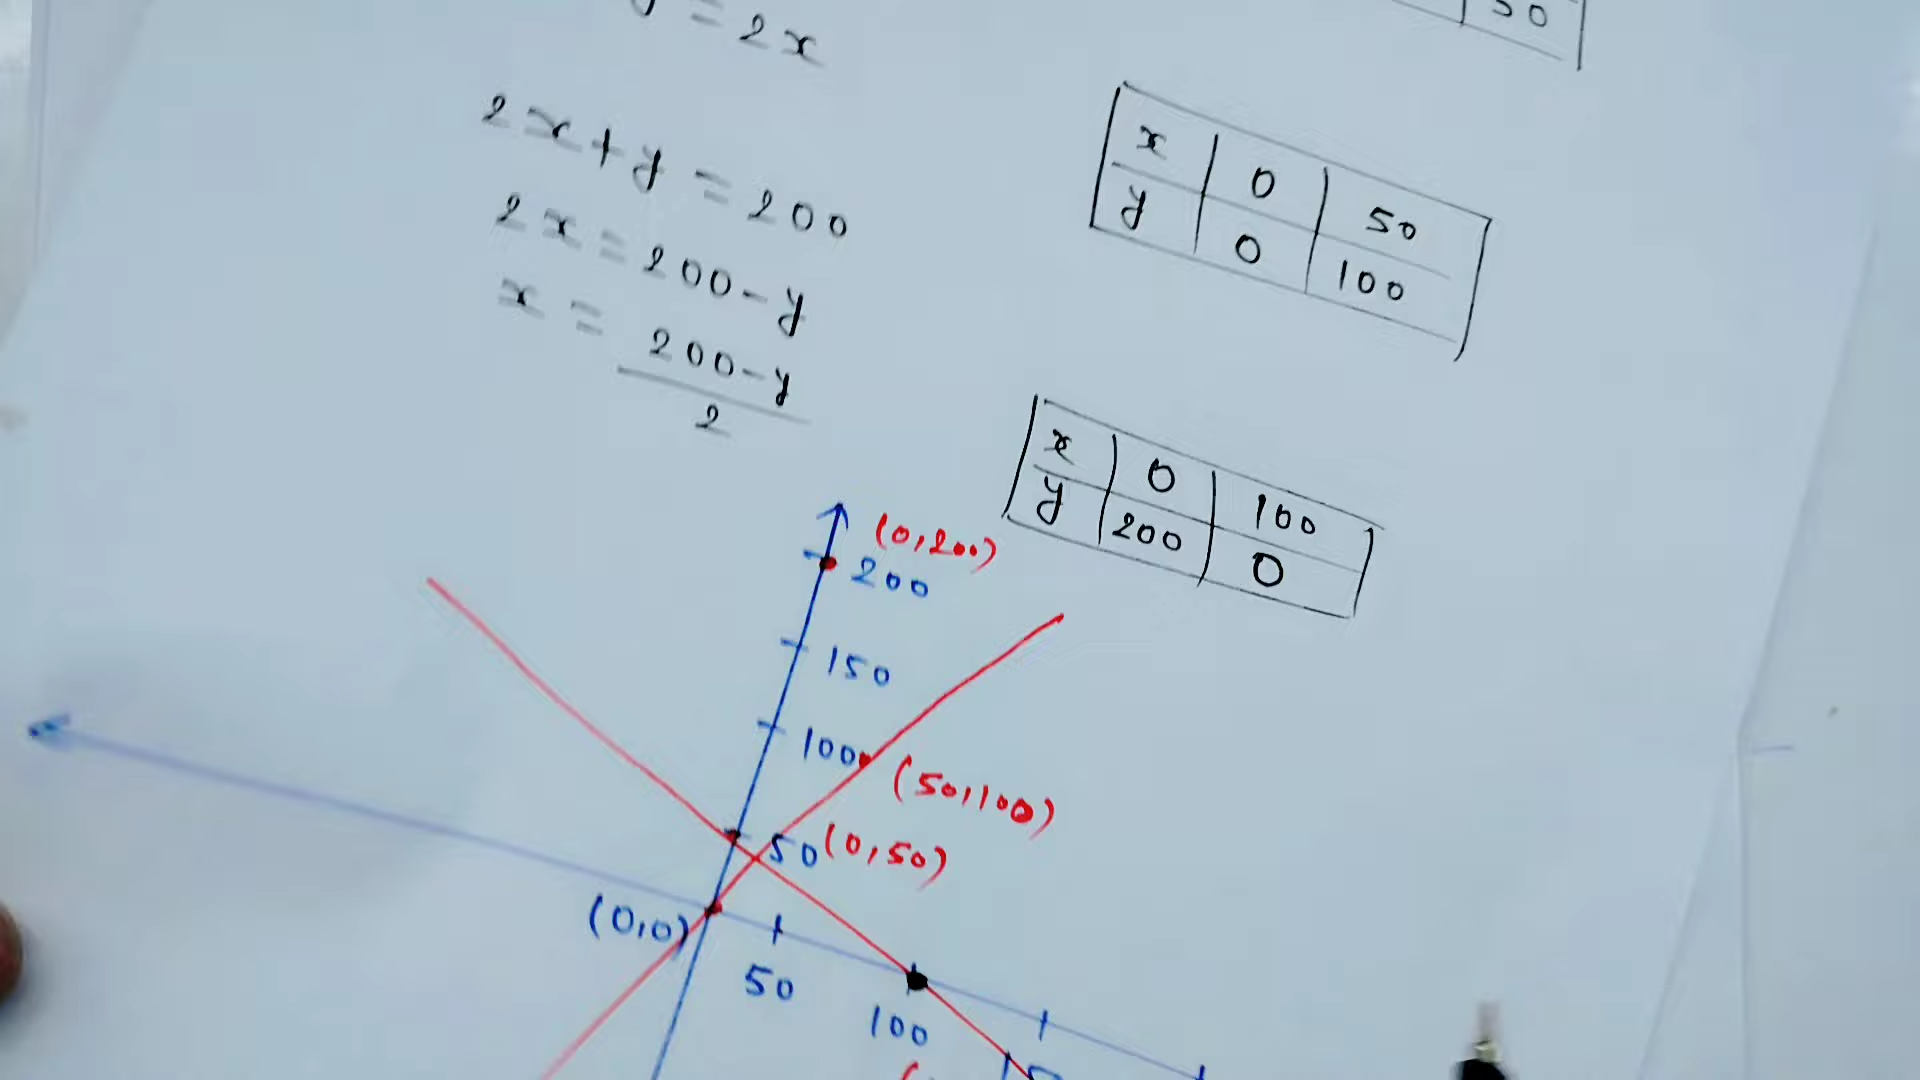 y = 2x
50
2x + y = 200
2x = 200 - y
x = 200 - y
2
x | 0 | 50
y | 0 | 100
x | 0 | 100
y | 200 | 0
(0,200)
200
150
100
(50,100)
50 (0,50)
(0,0)
50
100